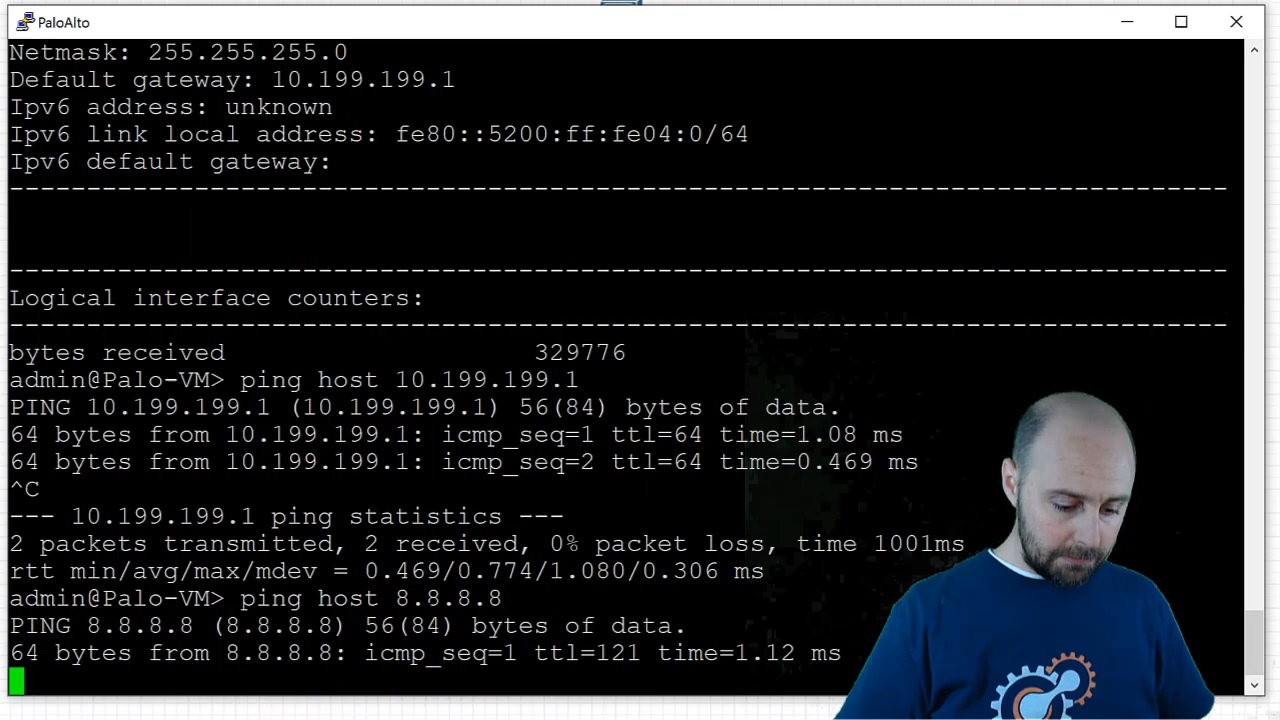 PaloAlto
Netmask: 255.255.255.0
Default gateway: 10.199.199.1
Ipv6 address: unknown
Ipv6 link local address: fe80::5200:ff:fe04:0/64
Ipv6 default gateway:
-------------------------------------------------------------------------------
-------------------------------------------------------------------------------
Logical interface counters:
-------------------------------------------------------------------------------
bytes received                    329776
admin@Palo-VM> ping host 10.199.199.1
PING 10.199.199.1 (10.199.199.1) 56(84) bytes of data.
64 bytes from 10.199.199.1: icmp_seq=1 ttl=64 time=1.08 ms
64 bytes from 10.199.199.1: icmp_seq=2 ttl=64 time=0.469 ms
^C
--- 10.199.199.1 ping statistics ---
2 packets transmitted, 2 received, 0% packet loss, time 1001ms
rtt min/avg/max/mdev = 0.469/0.774/1.080/0.306 ms
admin@Palo-VM> ping host 8.8.8.8
PING 8.8.8.8 (8.8.8.8) 56(84) bytes of data.
64 bytes from 8.8.8.8: icmp_seq=1 ttl=121 time=1.12 ms